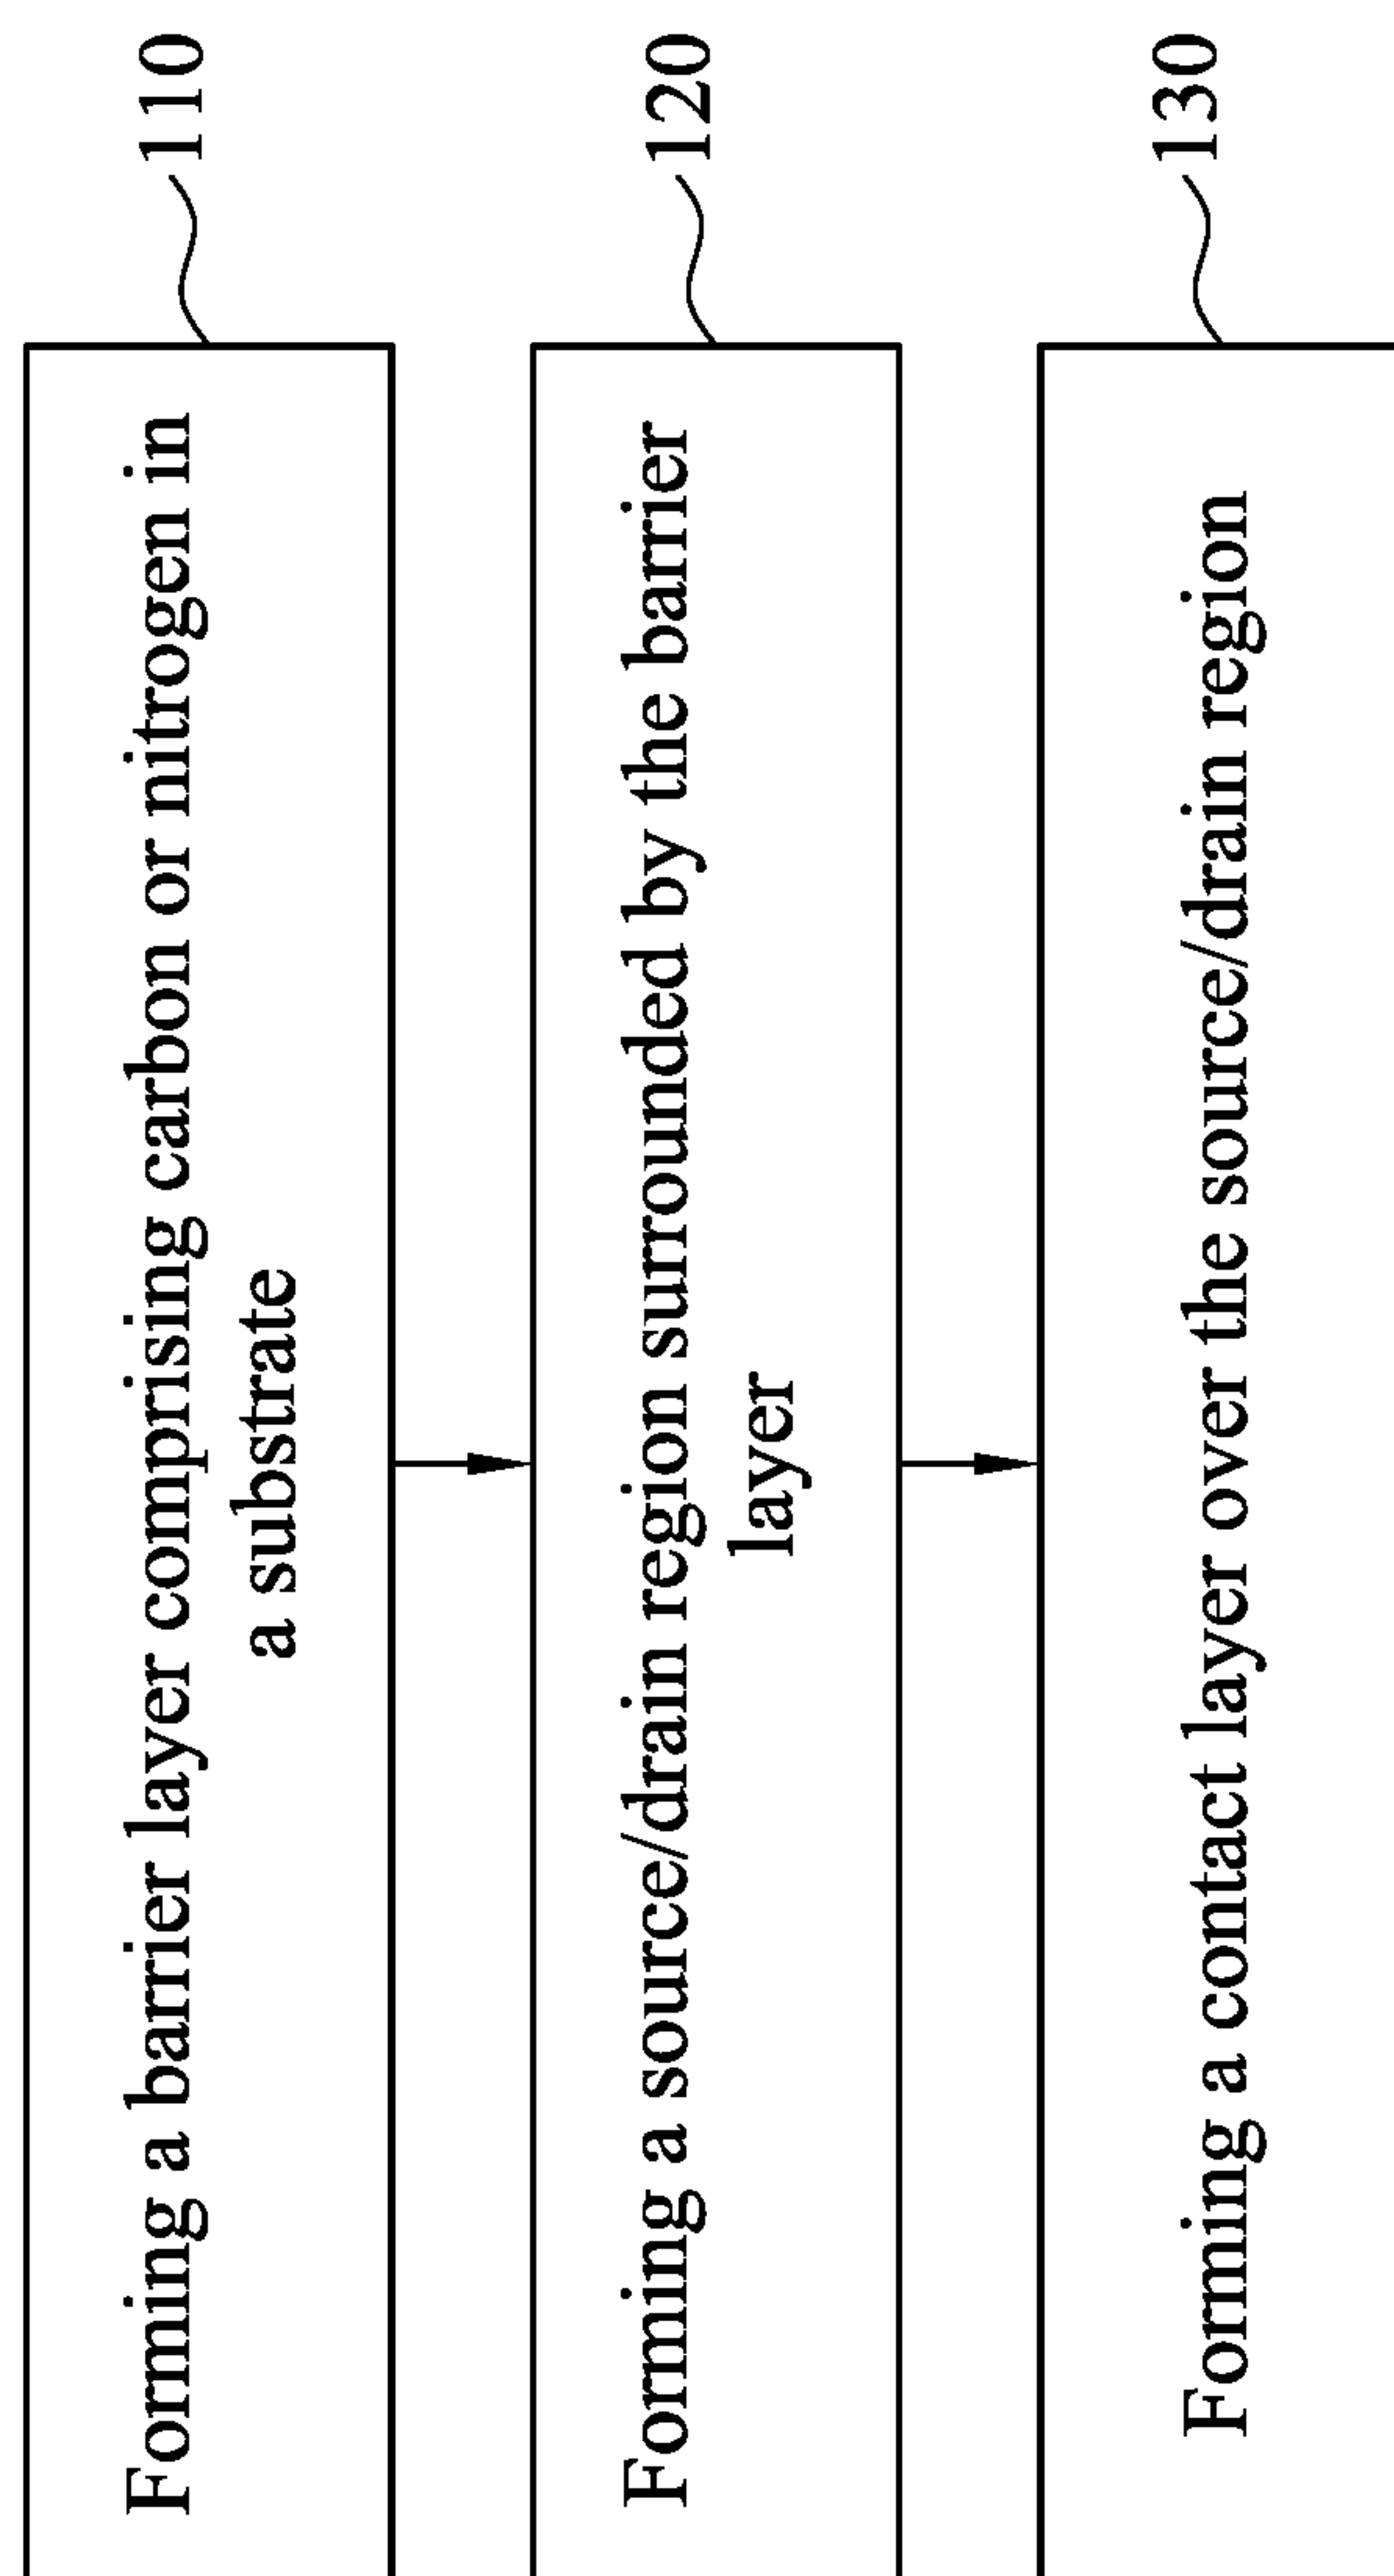 Forming a barrier layer comprising carbon or nitrogen in
a substrate
110
Forming a source/drain region surrounded by the barrier
layer
120
Forming a contact layer over the source/drain region
130